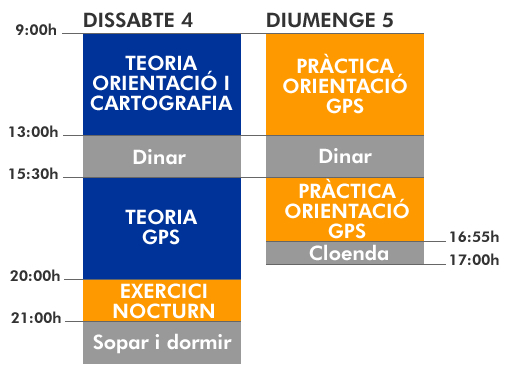 DISSABTE 4
DIUMENGE 5
9:00h
TEORIA
ORIENTACIÓ I
CARTOGRAFIA
PRÀCTICA
ORIENTACIÓ
GPS
13:00h
Dinar
Dinar
15:30h
TEORIA
GPS
PRÀCTICA
ORIENTACIÓ
GPS
16:55h
Cloenda
17:00h
20:00h
EXERCICI
NOCTURN
21:00h
Sopar i dormir